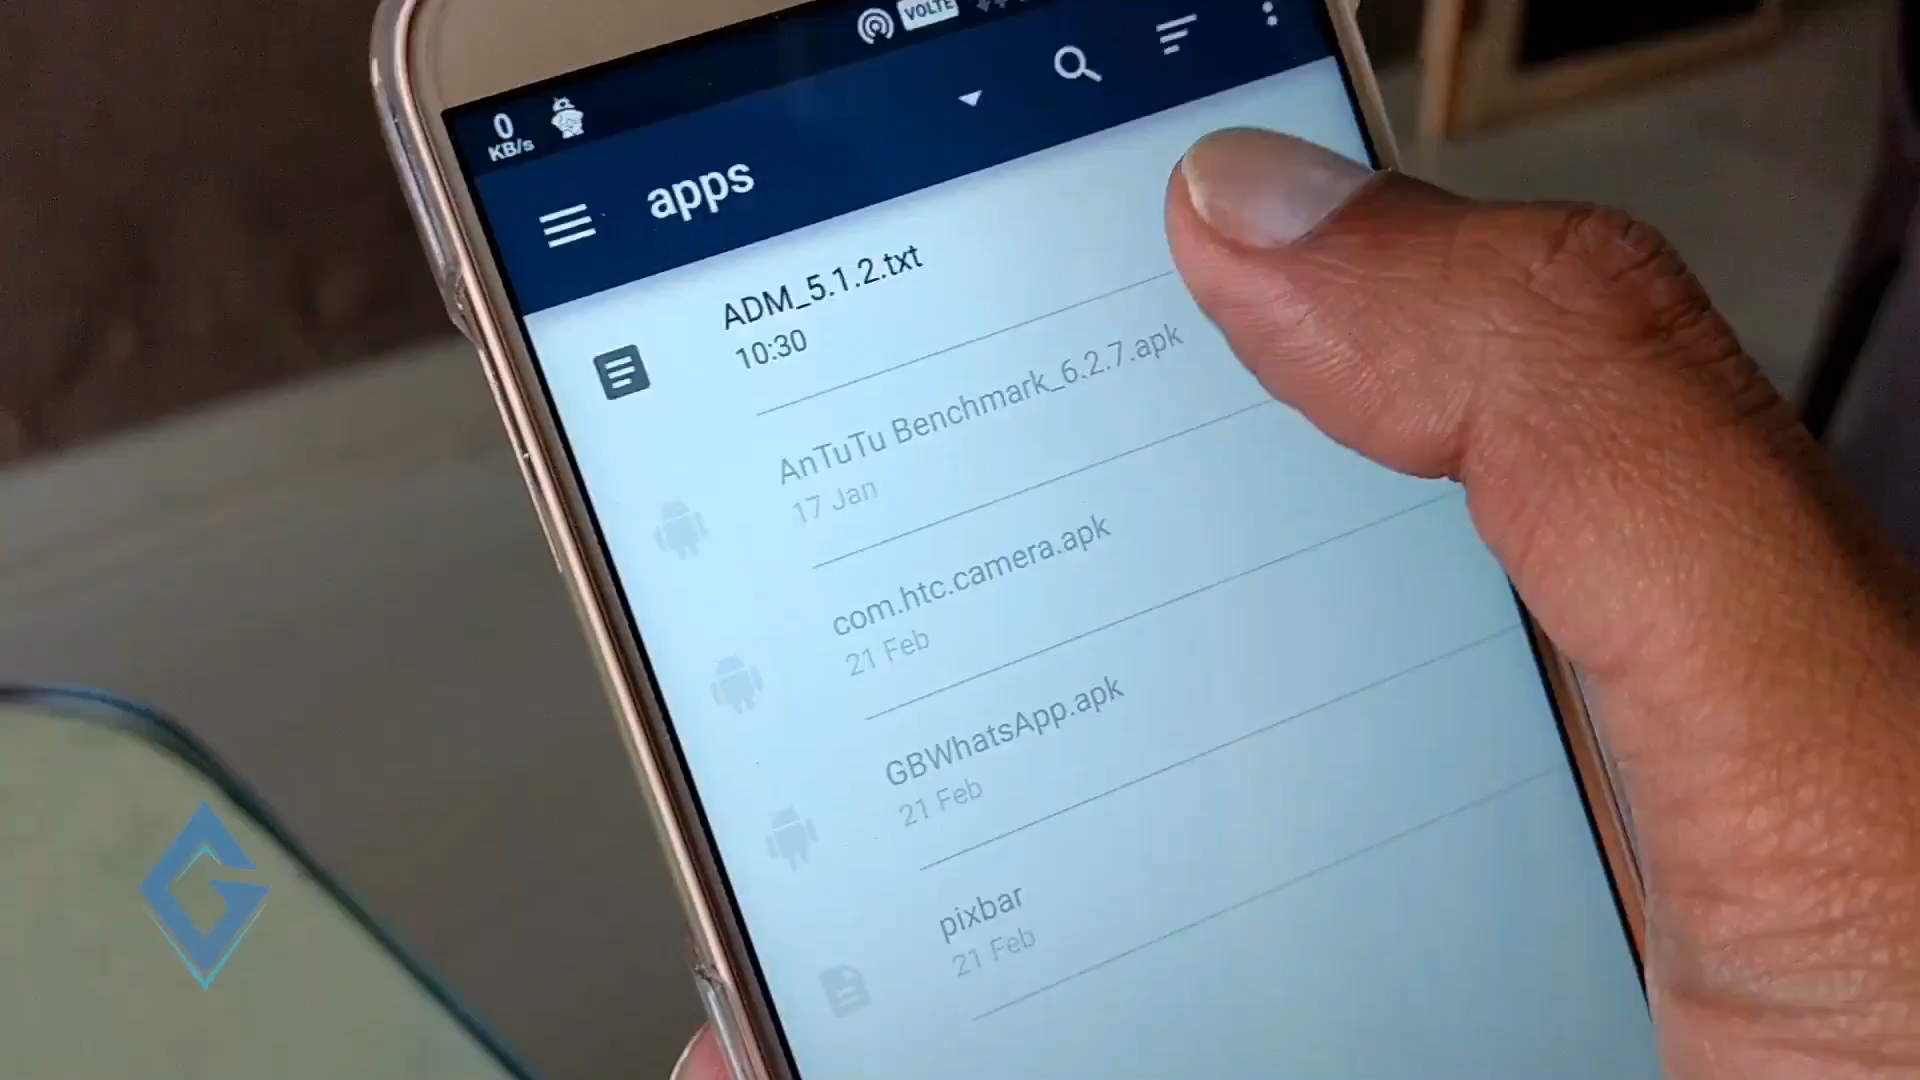 VOLTE
0
KB/s
apps
ADM_5.1.2.txt
10:30
AnTuTu Benchmark_6.2.7.apk
17 Jan
com.htc.camera.apk
21 Feb
GBWhatsApp.apk
21 Feb
pixbar
21 Feb